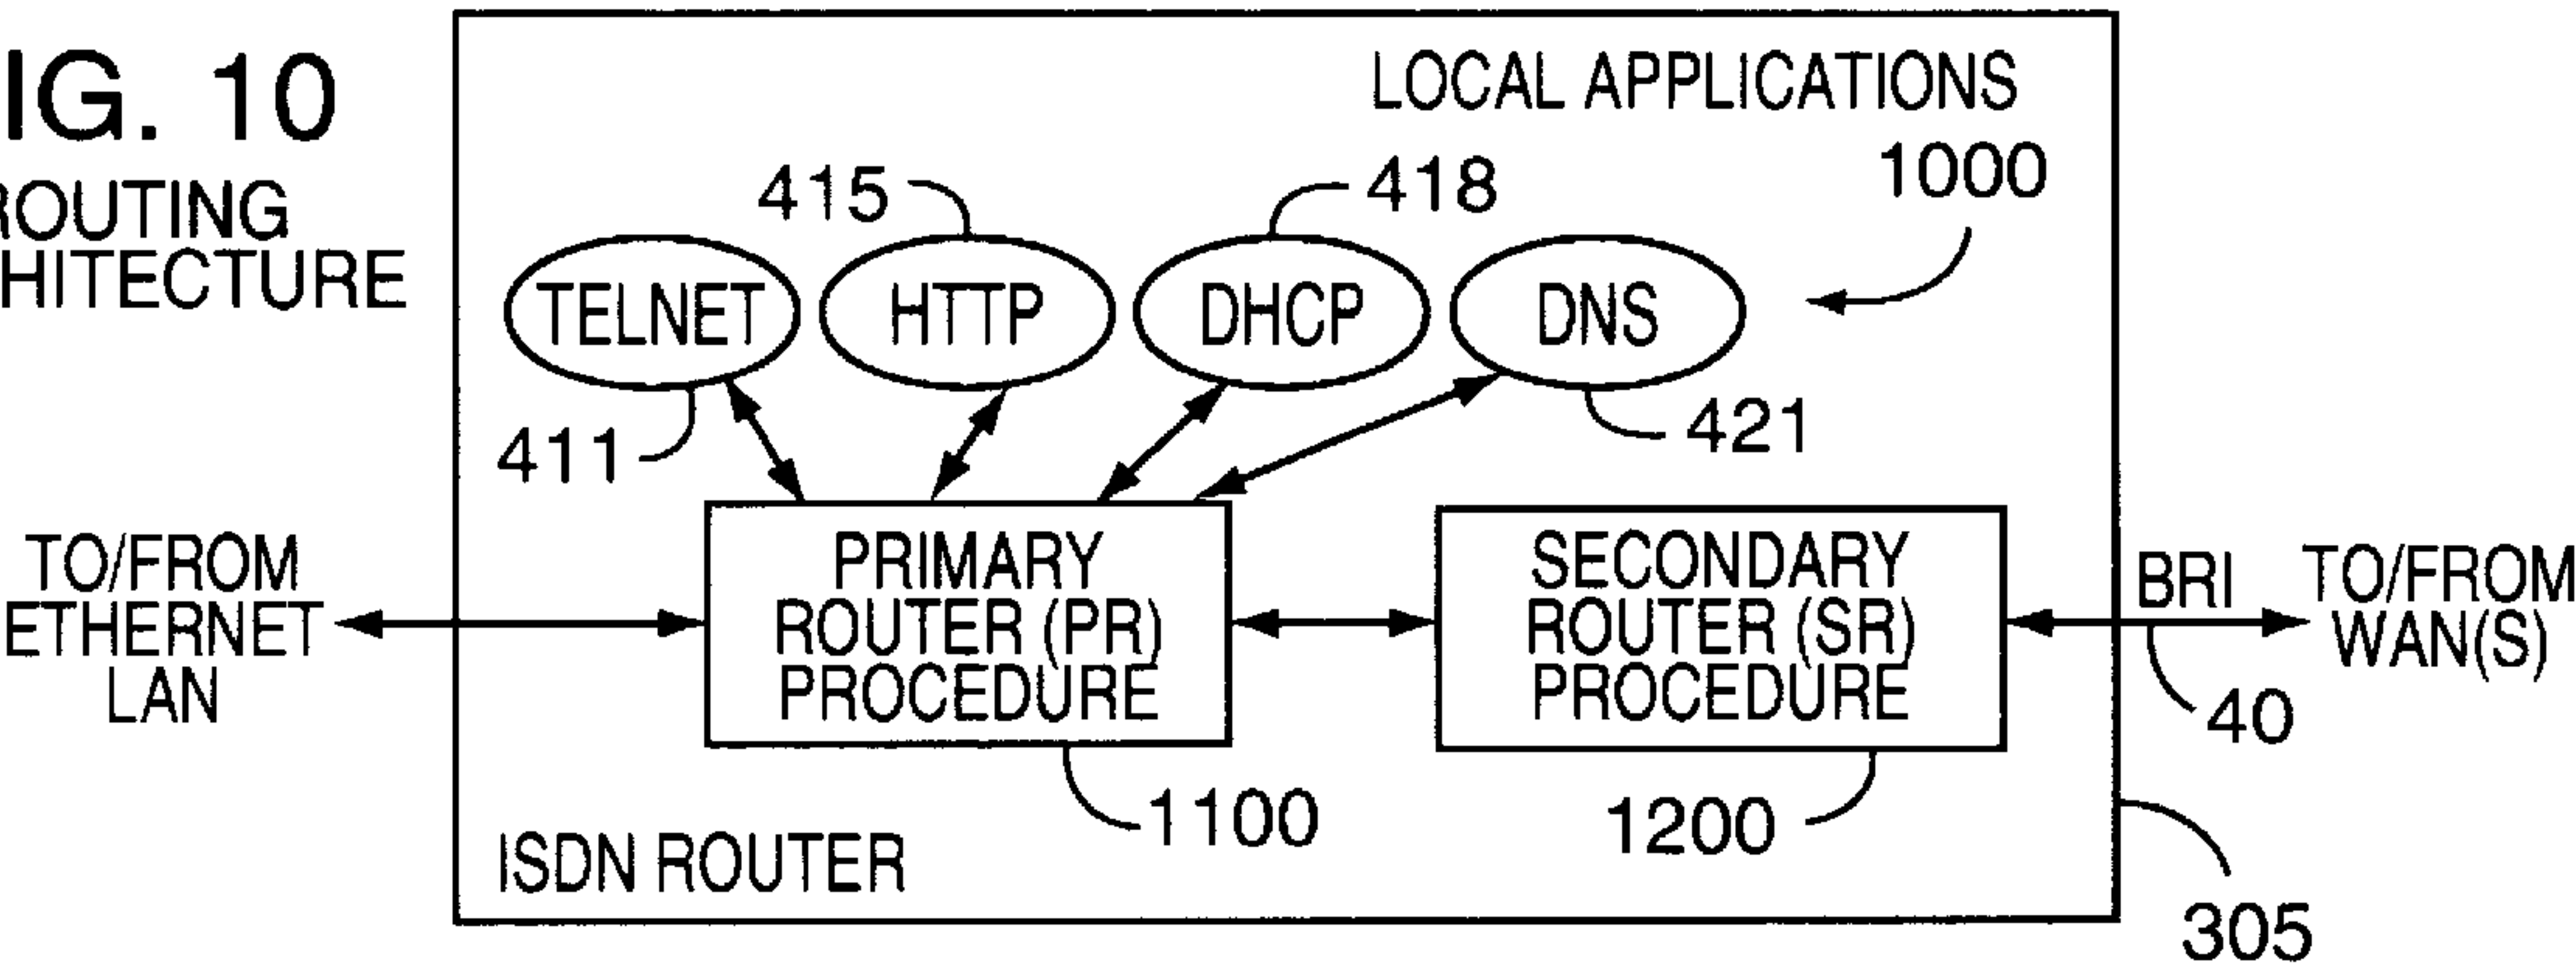 IG. 10
ROUTING
HITECTURE
LOCAL APPLICATIONS
1000
415
418
TELNET
HTTP
DHCP
DNS
411
421
TO/FROM
ETHERNET
LAN
PRIMARY
ROUTER (PR)
PROCEDURE
SECONDARY
ROUTER (SR)
PROCEDURE
BRI
TO/FROM
WAN(S)
40
1100
1200
ISDN ROUTER
305